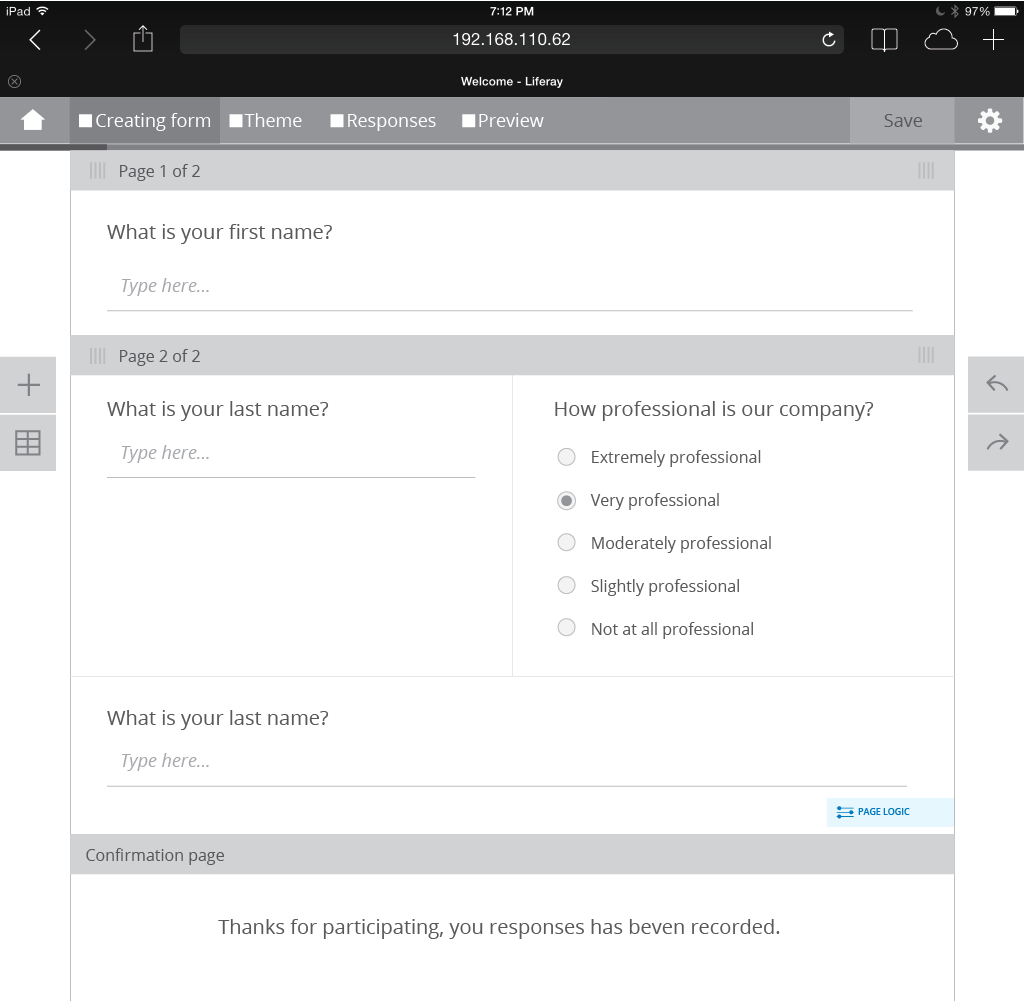 iPad 7:12 PM 97%
192.168.110.62
Welcome - Liferay
Creating form Theme Responses Preview Save
Page 1 of 2
What is your first name?
Type here...
Page 2 of 2
What is your last name?
Type here...
How professional is our company?
Extremely professional
Very professional
Moderately professional
Slightly professional
Not at all professional
What is your last name?
Type here...
PAGE LOGIC
Confirmation page
Thanks for participating, you responses has beven recorded.